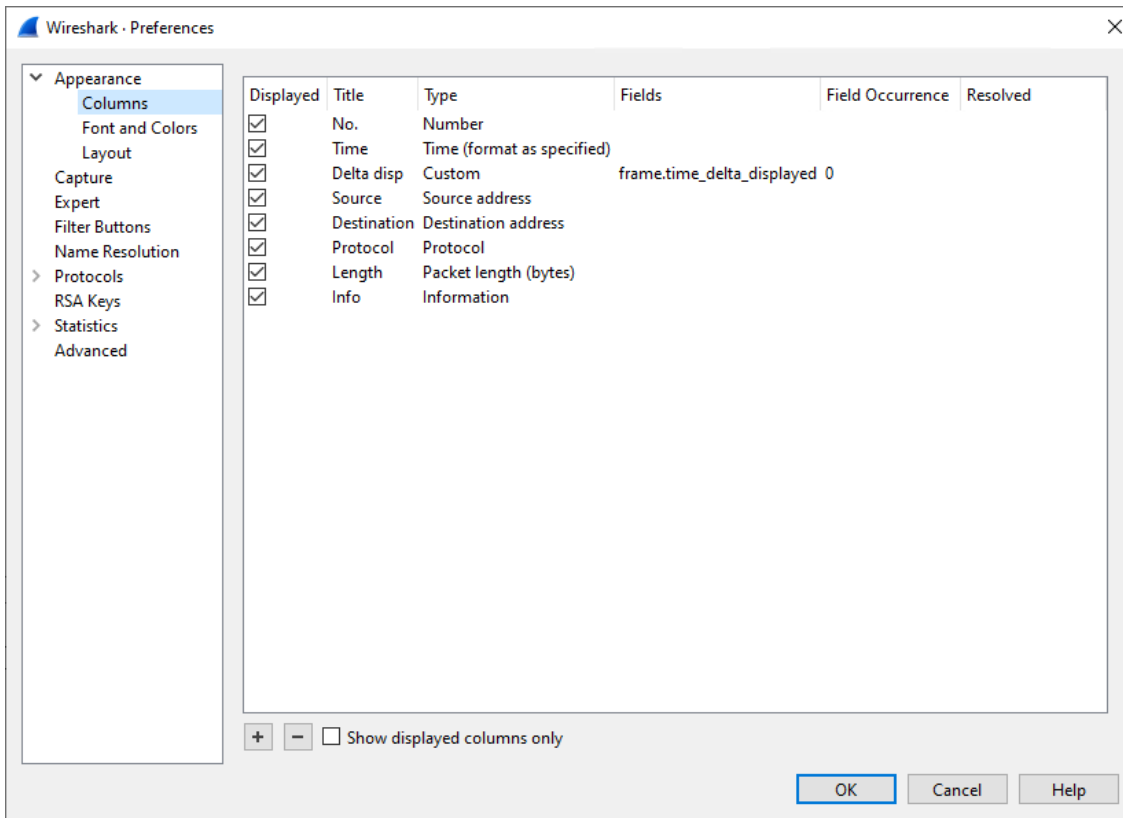 Wireshark · Preferences
Appearance
Columns
Font and Colors
Layout
Capture
Expert
Filter Buttons
Name Resolution
Protocols
RSA Keys
Statistics
Advanced
Displayed Title Type Fields Field Occurrence Resolved
No. Number
Time Time (format as specified)
Delta disp Custom frame.time_delta_displayed 0
Source Source address
Destination Destination address
Protocol Protocol
Length Packet length (bytes)
Info Information
+ − Show displayed columns only
OK Cancel Help